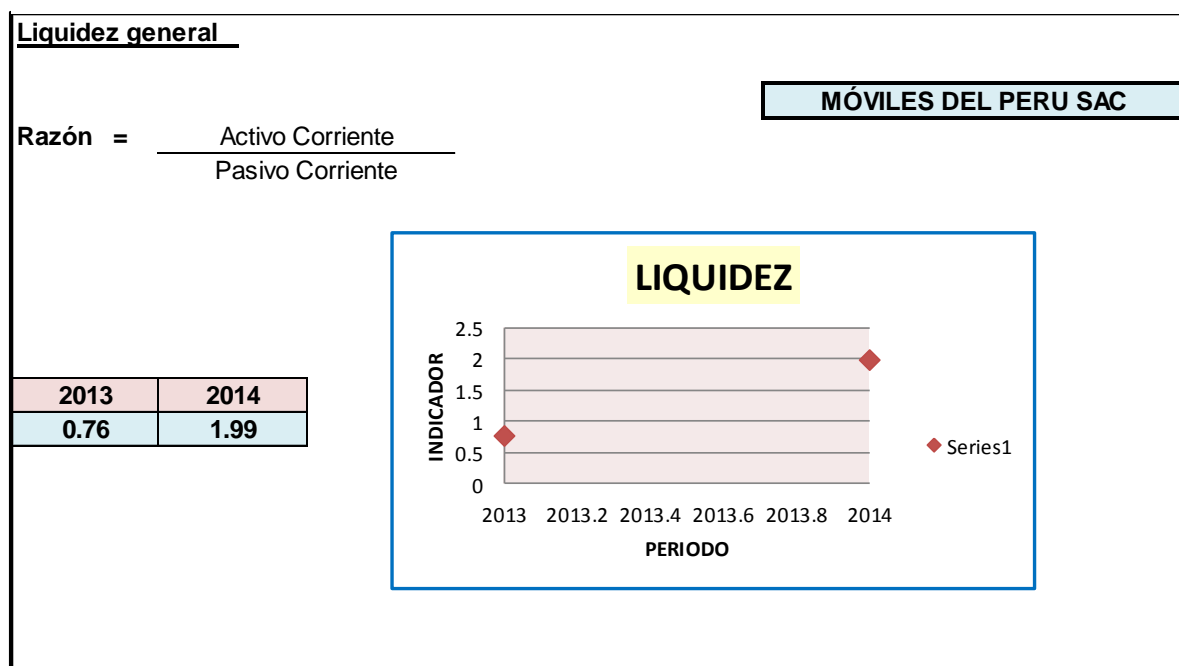 Liquidez general
MÓVILES DEL PERU SAC
Razón = Activo Corriente
Pasivo Corriente
LIQUIDEZ
INDICADOR
2.5
2
1.5
1
0.5
0
2013 2013.2 2013.4 2013.6 2013.8 2014
PERIODO
Series1
2013 2014
0.76 1.99